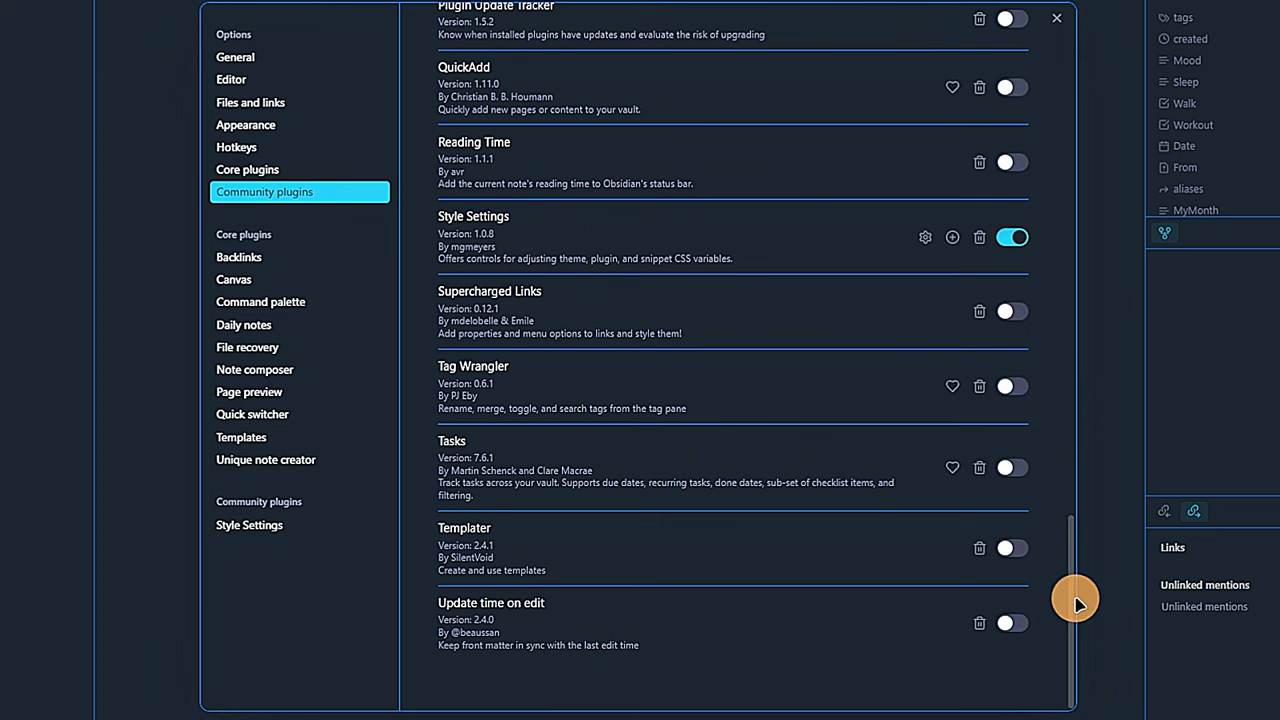 Options
General
Editor
Files and links
Appearance
Hotkeys
Core plugins
Community plugins
Core plugins
Backlinks
Canvas
Command palette
Daily notes
File recovery
Note composer
Page preview
Quick switcher
Templates
Unique note creator
Community plugins
Style Settings
Plugin Update Tracker
Version: 1.5.2
Know when installed plugins have updates and evaluate the risk of upgrading
QuickAdd
Version: 1.11.0
By Christian B. B. Houmann
Quickly add new pages or content to your vault.
Reading Time
Version: 1.1.1
By avr
Add the current note's reading time to Obsidian's status bar.
Style Settings
Version: 1.0.8
By mgmeyers
Offers controls for adjusting theme, plugin, and snippet CSS variables.
Supercharged Links
Version: 0.12.1
By mdelobelle & Emile
Add properties and menu options to links and style them!
Tag Wrangler
Version: 0.6.1
By PJ Eby
Rename, merge, toggle, and search tags from the tag pane
Tasks
Version: 7.6.1
By Martin Schenck and Clare Macrae
Track tasks across your vault. Supports due dates, recurring tasks, done dates, sub-set of checklist items, and
filtering.
Templater
Version: 2.4.1
By SilentVoid
Create and use templates
Update time on edit
Version: 2.4.0
By @beaussan
Keep front matter in sync with the last edit time
tags
created
Mood
Sleep
Walk
Workout
Date
From
aliases
MyMonth
Links
Unlinked mentions
Unlinked mentions